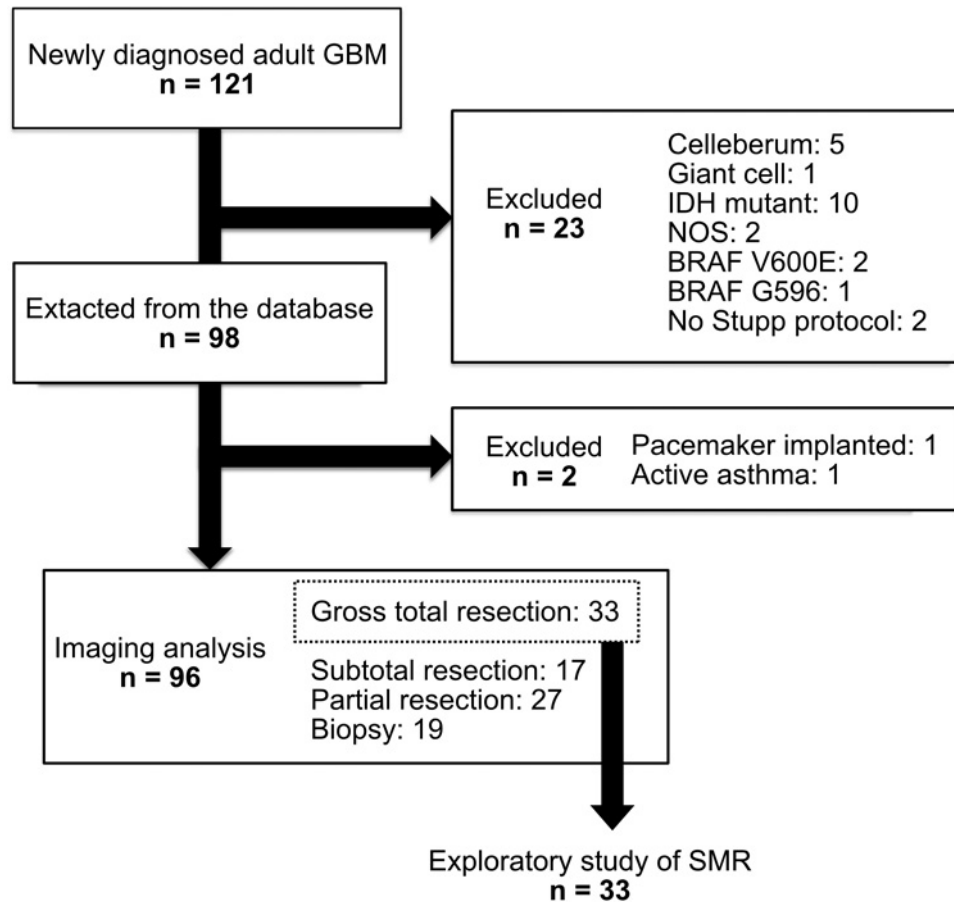 Newly diagnosed adult GBM
n = 121
Excluded
n = 23
Celleberum: 5
Giant cell: 1
IDH mutant: 10
NOS: 2
BRAF V600E: 2
BRAF G596: 1
No Stupp protocol: 2
Extacted from the database
n = 98
Excluded
n = 2
Pacemaker implanted: 1
Active asthma: 1
Imaging analysis
n = 96
Gross total resection: 33
Subtotal resection: 17
Partial resection: 27
Biopsy: 19
Exploratory study of SMR
n = 33